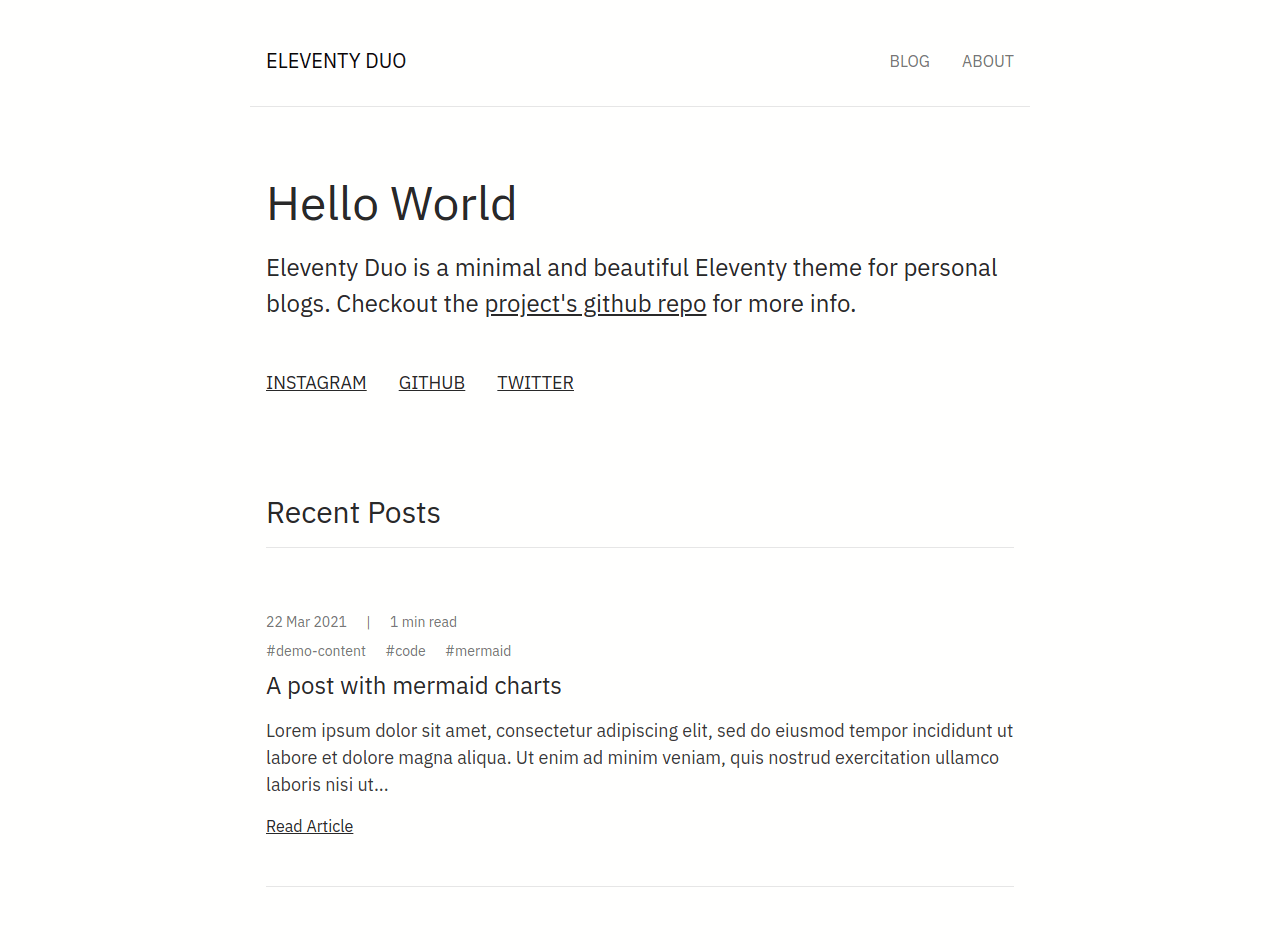 ELEVENTY DUO
BLOG ABOUT
Hello World
Eleventy Duo is a minimal and beautiful Eleventy theme for personal
blogs. Checkout the project's github repo for more info.
INSTAGRAM GITHUB TWITTER
Recent Posts
22 Mar 2021 | 1 min read
#demo-content #code #mermaid
A post with mermaid charts
Lorem ipsum dolor sit amet, consectetur adipiscing elit, sed do eiusmod tempor incididunt ut
labore et dolore magna aliqua. Ut enim ad minim veniam, quis nostrud exercitation ullamco
laboris nisi ut...
Read Article